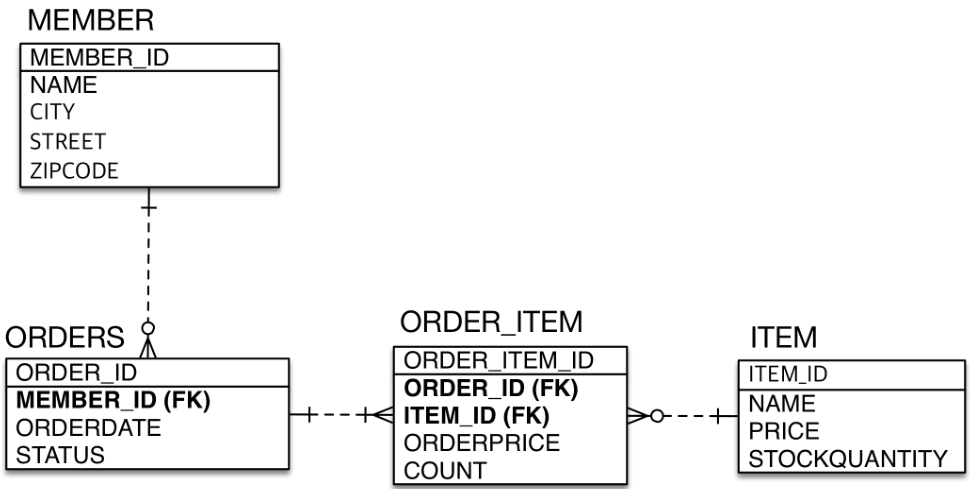 MEMBER
MEMBER_ID
NAME
CITY
STREET
ZIPCODE
ORDERS
ORDER_ID
MEMBER_ID (FK)
ORDERDATE
STATUS
ORDER_ITEM
ORDER_ITEM_ID
ORDER_ID (FK)
ITEM_ID (FK)
ORDERPRICE
COUNT
ITEM
ITEM_ID
NAME
PRICE
STOCKQUANTITY